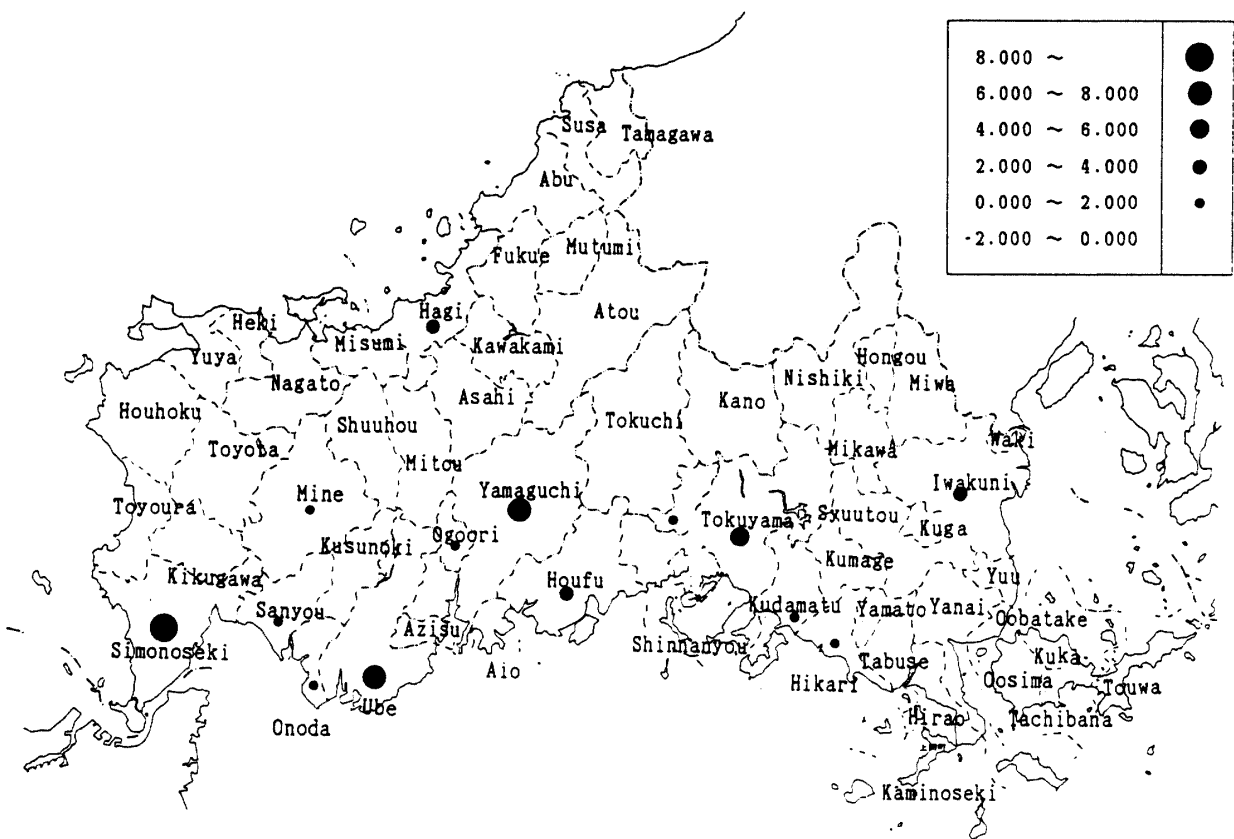 8.000 ~
6.000 ~ 8.000
4.000 ~ 6.000
2.000 ~ 4.000
0.000 ~ 2.000
-2.000 ~ 0.000
Susa
Tamagawa
Abu
Fukue
Mutumi
Hagi
Atou
Heki
Misumi
Kawakami
Yuya
Nagato
Asahi
Hongou
Nishiki
Miwa
Houhoku
Kano
Shuuhou
Tokuchi
Toyota
Mitou
Mikawa
Waki
Mine
Yamaguchi
Iwakuni
Toyoura
Tokuyama
Sxuutou
Kusunoki
Ogoori
Kuga
Kikugawa
Houfu
Kumage
Yuu
Sanyou
Kudamatu
Yamato
Yanai
Oobatake
Simonoseki
Azisu
Shinnanyou
Aio
Tabuse
Kuka
Hikari
Oosima
Touwa
Onoda
Ube
Hirao
Tachibana
Kaminoseki